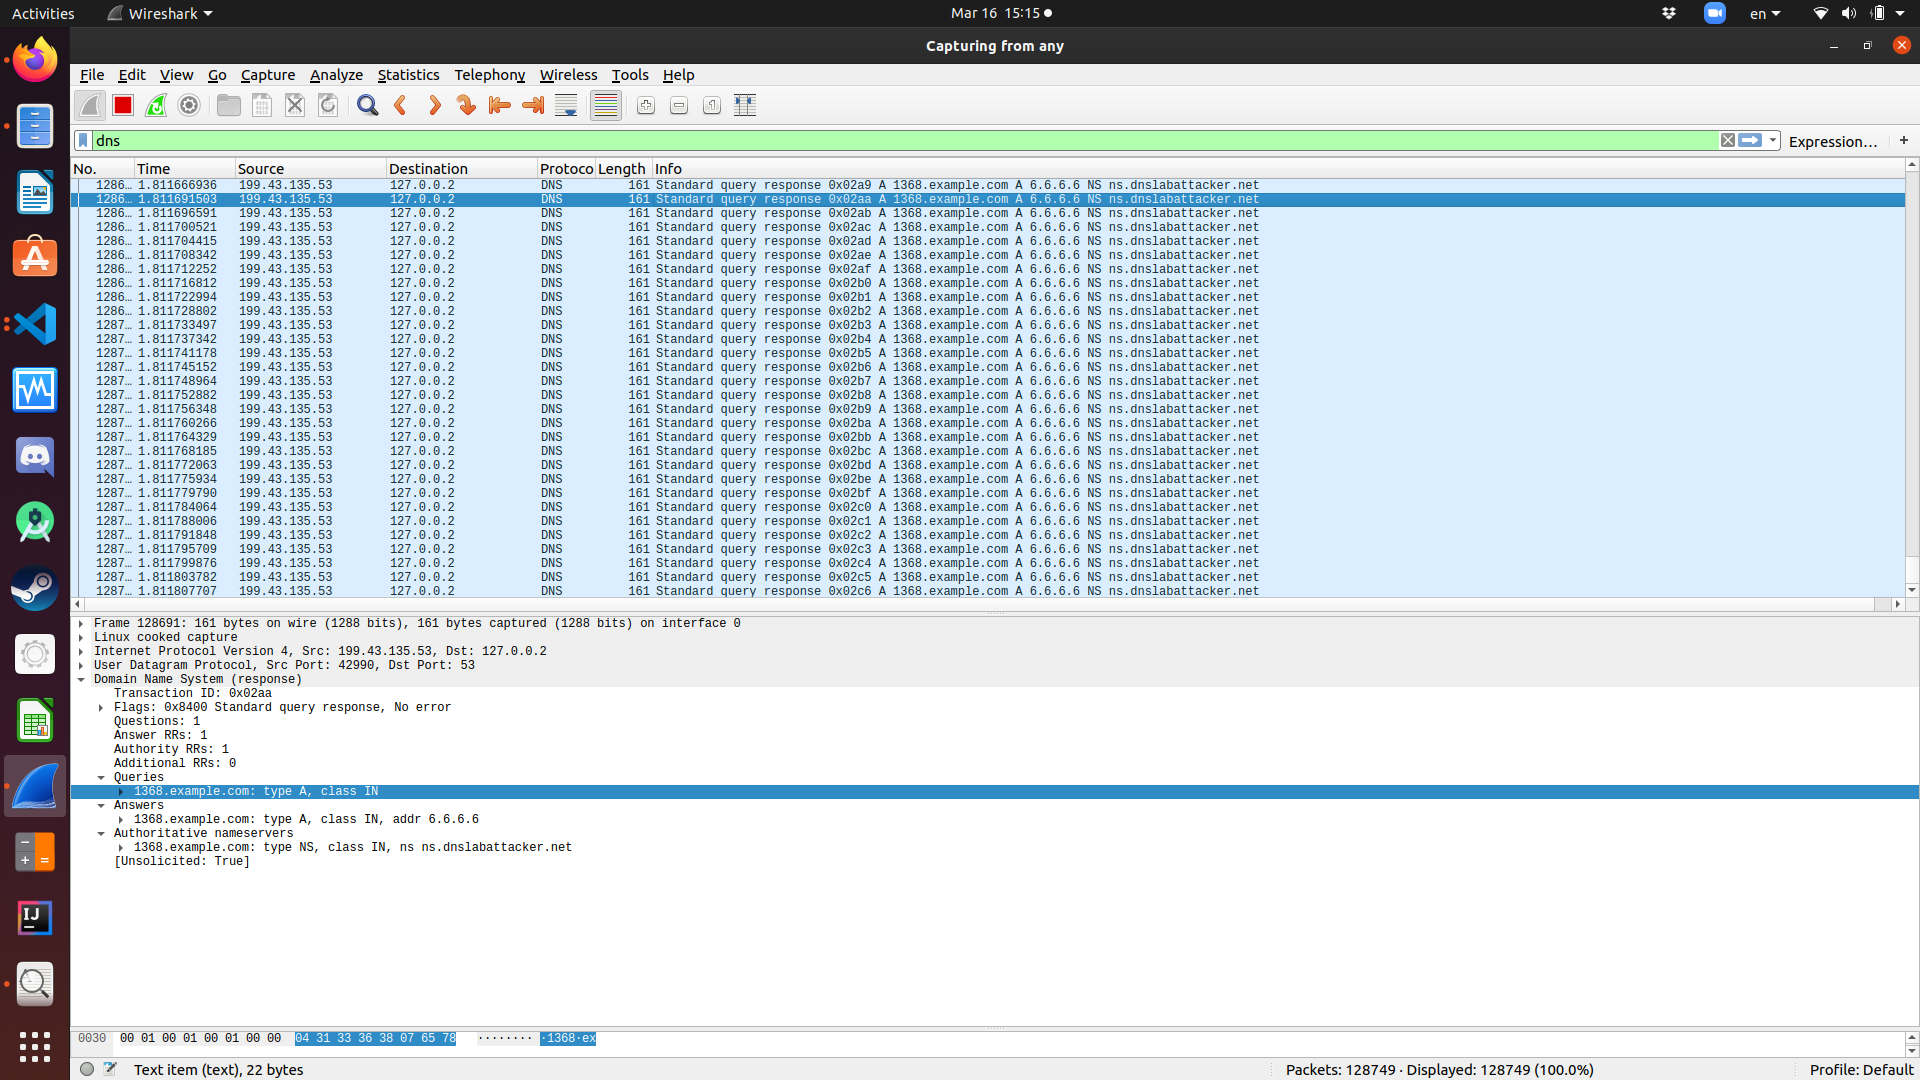 Activities Wireshark Mar 16 15:15 en
Capturing from any
File Edit View Go Capture Analyze Statistics Telephony Wireless Tools Help
dns Expression… +
No. Time Source Destination Protoco Length Info
1286… 1.811666936 199.43.135.53 127.0.0.2 DNS 161 Standard query response 0x02a9 A 1368.example.com A 6.6.6.6 NS ns.dnslabattacker.net
1286… 1.811691503 199.43.135.53 127.0.0.2 DNS 161 Standard query response 0x02aa A 1368.example.com A 6.6.6.6 NS ns.dnslabattacker.net
1286… 1.811696591 199.43.135.53 127.0.0.2 DNS 161 Standard query response 0x02ab A 1368.example.com A 6.6.6.6 NS ns.dnslabattacker.net
1286… 1.811700521 199.43.135.53 127.0.0.2 DNS 161 Standard query response 0x02ac A 1368.example.com A 6.6.6.6 NS ns.dnslabattacker.net
1286… 1.811704415 199.43.135.53 127.0.0.2 DNS 161 Standard query response 0x02ad A 1368.example.com A 6.6.6.6 NS ns.dnslabattacker.net
1286… 1.811708342 199.43.135.53 127.0.0.2 DNS 161 Standard query response 0x02ae A 1368.example.com A 6.6.6.6 NS ns.dnslabattacker.net
1286… 1.811712252 199.43.135.53 127.0.0.2 DNS 161 Standard query response 0x02af A 1368.example.com A 6.6.6.6 NS ns.dnslabattacker.net
1286… 1.811716812 199.43.135.53 127.0.0.2 DNS 161 Standard query response 0x02b0 A 1368.example.com A 6.6.6.6 NS ns.dnslabattacker.net
1286… 1.811722994 199.43.135.53 127.0.0.2 DNS 161 Standard query response 0x02b1 A 1368.example.com A 6.6.6.6 NS ns.dnslabattacker.net
1286… 1.811728802 199.43.135.53 127.0.0.2 DNS 161 Standard query response 0x02b2 A 1368.example.com A 6.6.6.6 NS ns.dnslabattacker.net
1287… 1.811733497 199.43.135.53 127.0.0.2 DNS 161 Standard query response 0x02b3 A 1368.example.com A 6.6.6.6 NS ns.dnslabattacker.net
1287… 1.811737342 199.43.135.53 127.0.0.2 DNS 161 Standard query response 0x02b4 A 1368.example.com A 6.6.6.6 NS ns.dnslabattacker.net
1287… 1.811741178 199.43.135.53 127.0.0.2 DNS 161 Standard query response 0x02b5 A 1368.example.com A 6.6.6.6 NS ns.dnslabattacker.net
1287… 1.811745152 199.43.135.53 127.0.0.2 DNS 161 Standard query response 0x02b6 A 1368.example.com A 6.6.6.6 NS ns.dnslabattacker.net
1287… 1.811748964 199.43.135.53 127.0.0.2 DNS 161 Standard query response 0x02b7 A 1368.example.com A 6.6.6.6 NS ns.dnslabattacker.net
1287… 1.811752882 199.43.135.53 127.0.0.2 DNS 161 Standard query response 0x02b8 A 1368.example.com A 6.6.6.6 NS ns.dnslabattacker.net
1287… 1.811756348 199.43.135.53 127.0.0.2 DNS 161 Standard query response 0x02b9 A 1368.example.com A 6.6.6.6 NS ns.dnslabattacker.net
1287… 1.811760266 199.43.135.53 127.0.0.2 DNS 161 Standard query response 0x02ba A 1368.example.com A 6.6.6.6 NS ns.dnslabattacker.net
1287… 1.811764329 199.43.135.53 127.0.0.2 DNS 161 Standard query response 0x02bb A 1368.example.com A 6.6.6.6 NS ns.dnslabattacker.net
1287… 1.811768185 199.43.135.53 127.0.0.2 DNS 161 Standard query response 0x02bc A 1368.example.com A 6.6.6.6 NS ns.dnslabattacker.net
1287… 1.811772063 199.43.135.53 127.0.0.2 DNS 161 Standard query response 0x02bd A 1368.example.com A 6.6.6.6 NS ns.dnslabattacker.net
1287… 1.811775934 199.43.135.53 127.0.0.2 DNS 161 Standard query response 0x02be A 1368.example.com A 6.6.6.6 NS ns.dnslabattacker.net
1287… 1.811779790 199.43.135.53 127.0.0.2 DNS 161 Standard query response 0x02bf A 1368.example.com A 6.6.6.6 NS ns.dnslabattacker.net
1287… 1.811784064 199.43.135.53 127.0.0.2 DNS 161 Standard query response 0x02c0 A 1368.example.com A 6.6.6.6 NS ns.dnslabattacker.net
1287… 1.811788006 199.43.135.53 127.0.0.2 DNS 161 Standard query response 0x02c1 A 1368.example.com A 6.6.6.6 NS ns.dnslabattacker.net
1287… 1.811791848 199.43.135.53 127.0.0.2 DNS 161 Standard query response 0x02c2 A 1368.example.com A 6.6.6.6 NS ns.dnslabattacker.net
1287… 1.811795709 199.43.135.53 127.0.0.2 DNS 161 Standard query response 0x02c3 A 1368.example.com A 6.6.6.6 NS ns.dnslabattacker.net
1287… 1.811799876 199.43.135.53 127.0.0.2 DNS 161 Standard query response 0x02c4 A 1368.example.com A 6.6.6.6 NS ns.dnslabattacker.net
1287… 1.811803782 199.43.135.53 127.0.0.2 DNS 161 Standard query response 0x02c5 A 1368.example.com A 6.6.6.6 NS ns.dnslabattacker.net
1287… 1.811807707 199.43.135.53 127.0.0.2 DNS 161 Standard query response 0x02c6 A 1368.example.com A 6.6.6.6 NS ns.dnslabattacker.net
Frame 128691: 161 bytes on wire (1288 bits), 161 bytes captured (1288 bits) on interface 0
Linux cooked capture
Internet Protocol Version 4, Src: 199.43.135.53, Dst: 127.0.0.2
User Datagram Protocol, Src Port: 42990, Dst Port: 53
Domain Name System (response)
Transaction ID: 0x02aa
Flags: 0x8400 Standard query response, No error
Questions: 1
Answer RRs: 1
Authority RRs: 1
Additional RRs: 0
Queries
1368.example.com: type A, class IN
Answers
1368.example.com: type A, class IN, addr 6.6.6.6
Authoritative nameservers
1368.example.com: type NS, class IN, ns ns.dnslabattacker.net
[Unsolicited: True]
0030 00 01 00 01 00 01 00 00 04 31 33 36 38 07 65 78 ········ ·1368·ex
Text item (text), 22 bytes Packets: 128749 · Displayed: 128749 (100.0%) Profile: Default